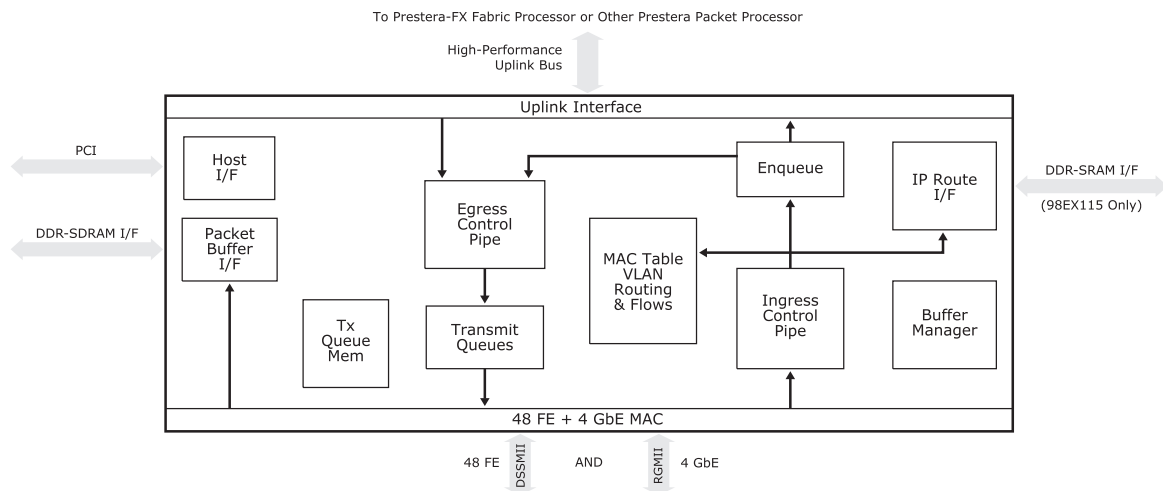 To Prestera-FX Fabric Processor or Other Prestera Packet Processor
High-Performance
Uplink Bus
Uplink Interface
PCI
Host
I/F
DDR-SDRAM I/F
Packet
Buffer
I/F
Tx
Queue
Mem
Egress
Control
Pipe
Transmit
Queues
MAC Table
VLAN
Routing
& Flows
Enqueue
Ingress
Control
Pipe
IP Route
I/F
Buffer
Manager
DDR-SRAM I/F
(98EX115 Only)
48 FE + 4 GbE MAC
48 FE
DSSMII
AND
RGMII
4 GbE